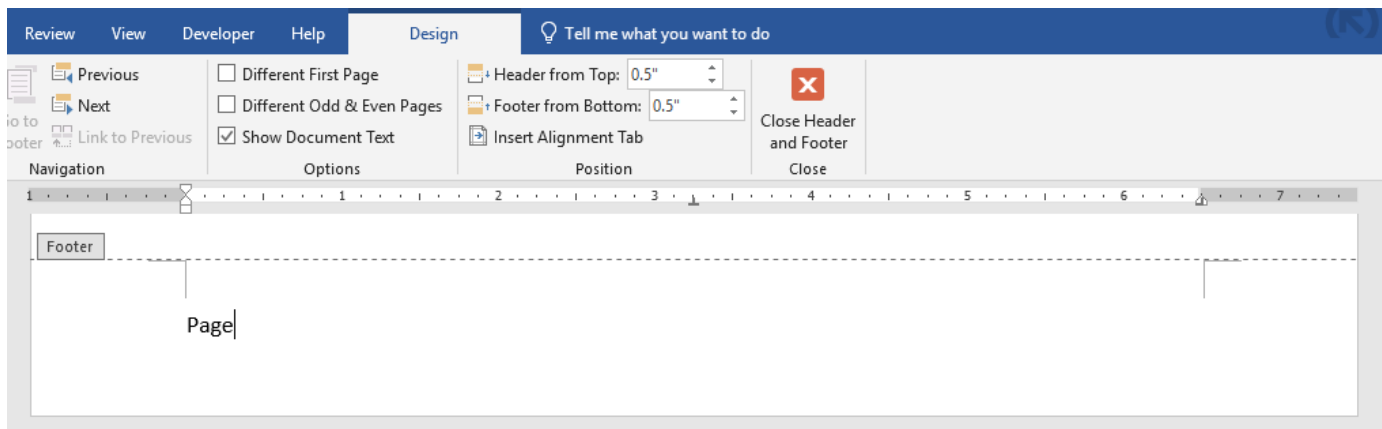 Review View Developer Help Design Tell me what you want to do
Previous Different First Page Header from Top: 0.5"
Next Different Odd & Even Pages Footer from Bottom: 0.5"
Link to Previous Show Document Text Insert Alignment Tab
Close Header
and Footer
Navigation Options Position Close
1 1 2 3 4 5 6 7
Footer
Page